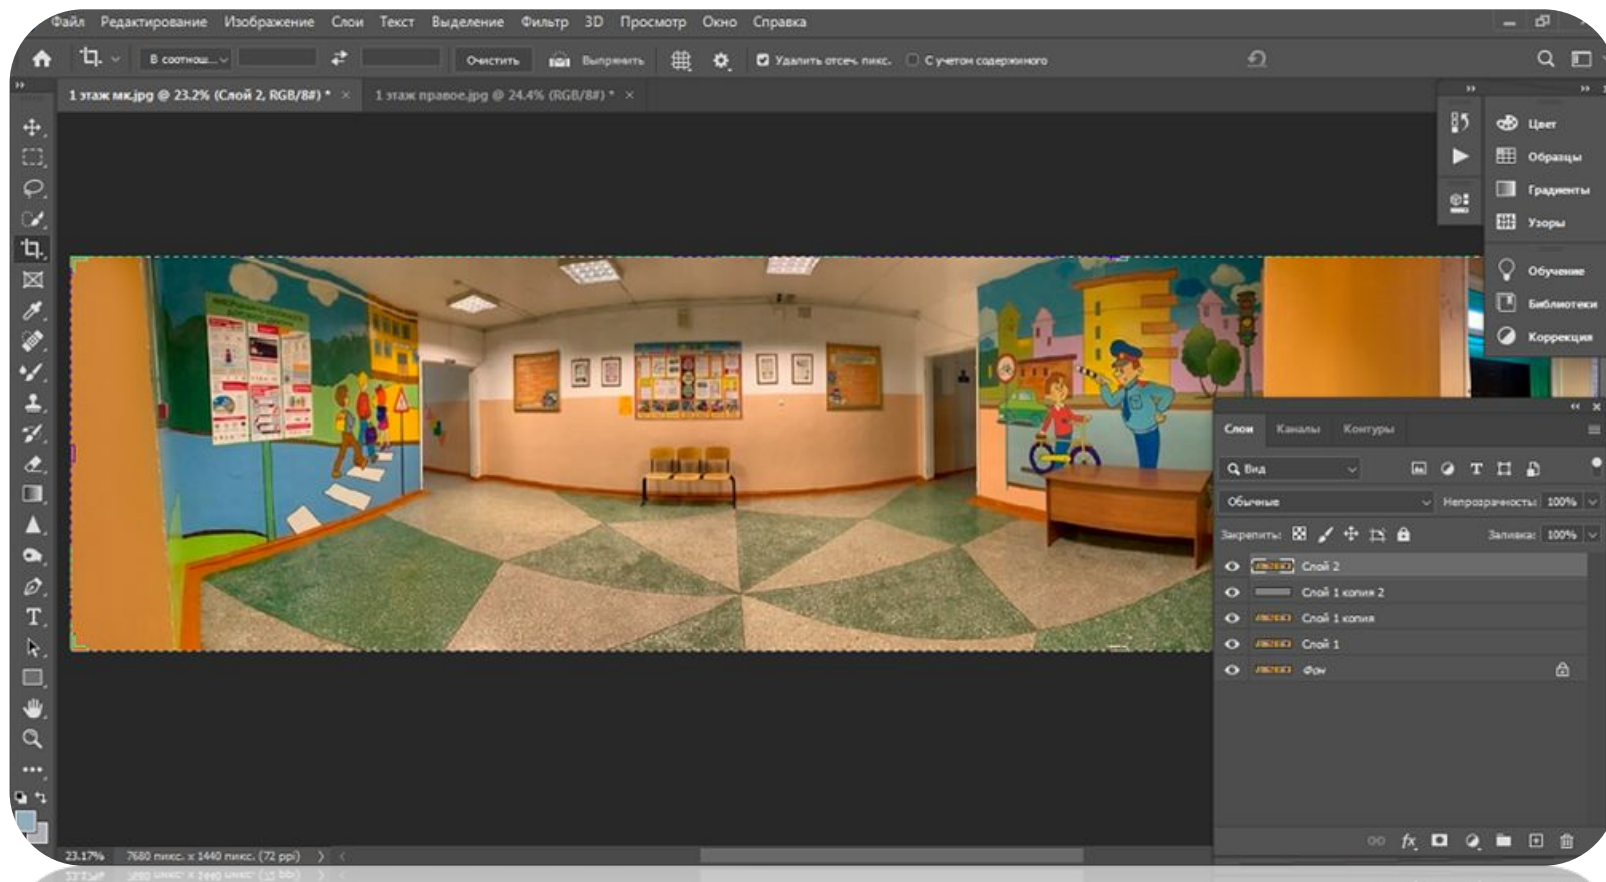 Файл Редактирование Изображение Слои Текст Выделение Фильтр 3D Просмотр Окно Справка
В соотнош... Очистить Выпрямить Удалить отсеч. пикс. С учетом содержимого
1 этаж мк.jpg @ 23.2% (Слой 2, RGB/8#) * × 1 этаж правое.jpg @ 24.4% (RGB/8#) * ×
Цвет
Образцы
Градиенты
Узоры
Обучение
Библиотеки
Коррекция
Слои Каналы Контуры
Вид
Обычные Непрозрачность: 100%
Закрепить: Заливка: 100%
Слой 2
Слой 1 копия 2
Слой 1 копия
Слой 1
Фон
fx
23.17% 7680 пикс. x 1440 пикс. (72 ppi)